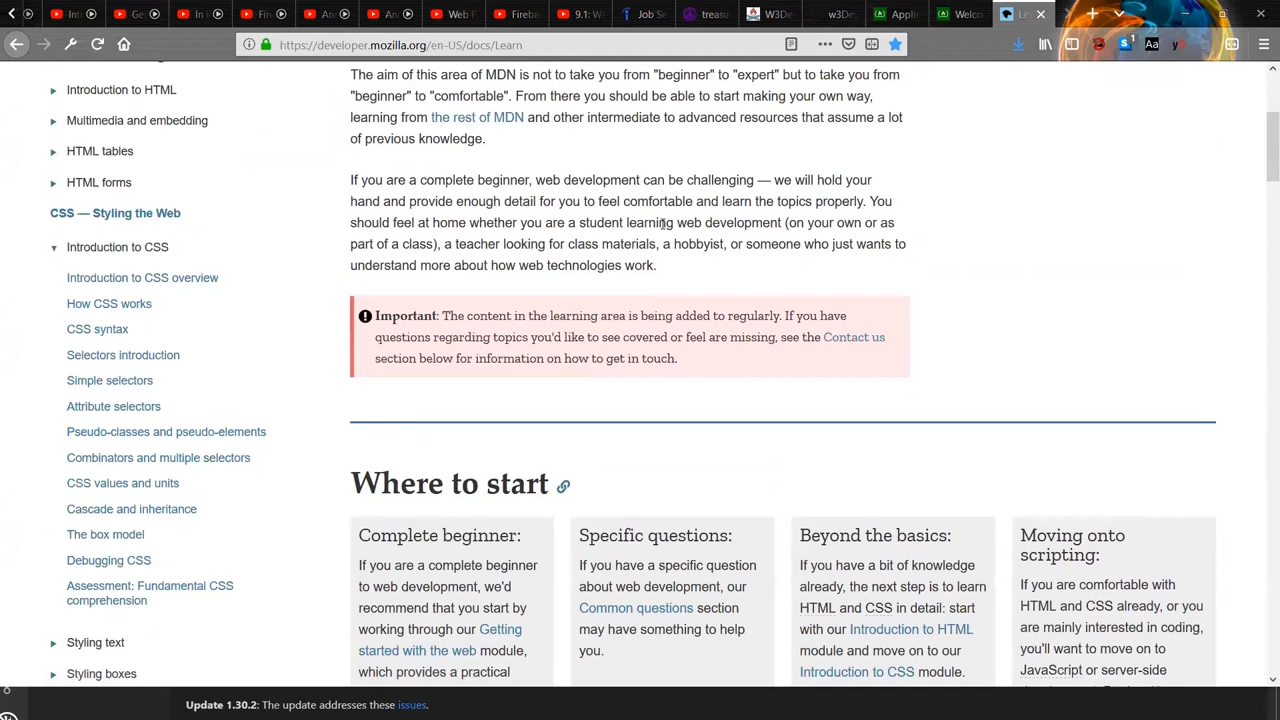 Int
Ge
In
Fire
And
And
Web F
Fireba
9.1: W
Job Se
treasu
W3De
w3De
Applic
Welco
Le
https://developer.mozilla.org/en-US/docs/Learn
1
Aa
Introduction to HTML
Multimedia and embedding
HTML tables
HTML forms
CSS — Styling the Web
Introduction to CSS
Introduction to CSS overview
How CSS works
CSS syntax
Selectors introduction
Simple selectors
Attribute selectors
Pseudo-classes and pseudo-elements
Combinators and multiple selectors
CSS values and units
Cascade and inheritance
The box model
Debugging CSS
Assessment: Fundamental CSS
comprehension
Styling text
Styling boxes
The aim of this area of MDN is not to take you from "beginner" to "expert" but to take you from
"beginner" to "comfortable". From there you should be able to start making your own way,
learning from the rest of MDN and other intermediate to advanced resources that assume a lot
of previous knowledge.
If you are a complete beginner, web development can be challenging — we will hold your
hand and provide enough detail for you to feel comfortable and learn the topics properly. You
should feel at home whether you are a student learning web development (on your own or as
part of a class), a teacher looking for class materials, a hobbyist, or someone who just wants to
understand more about how web technologies work.
Important: The content in the learning area is being added to regularly. If you have
questions regarding topics you'd like to see covered or feel are missing, see the Contact us
section below for information on how to get in touch.
Where to start
Complete beginner:
If you are a complete beginner
to web development, we'd
recommend that you start by
working through our Getting
started with the web module,
which provides a practical
Specific questions:
If you have a specific question
about web development, our
Common questions section
may have something to help
you.
Beyond the basics:
If you have a bit of knowledge
already, the next step is to learn
HTML and CSS in detail: start
with our Introduction to HTML
module and move on to our
Introduction to CSS module.
Moving onto
scripting:
If you are comfortable with
HTML and CSS already, or you
are mainly interested in coding,
you'll want to move on to
JavaScript or server-side
Update 1.30.2: The update addresses these issues.